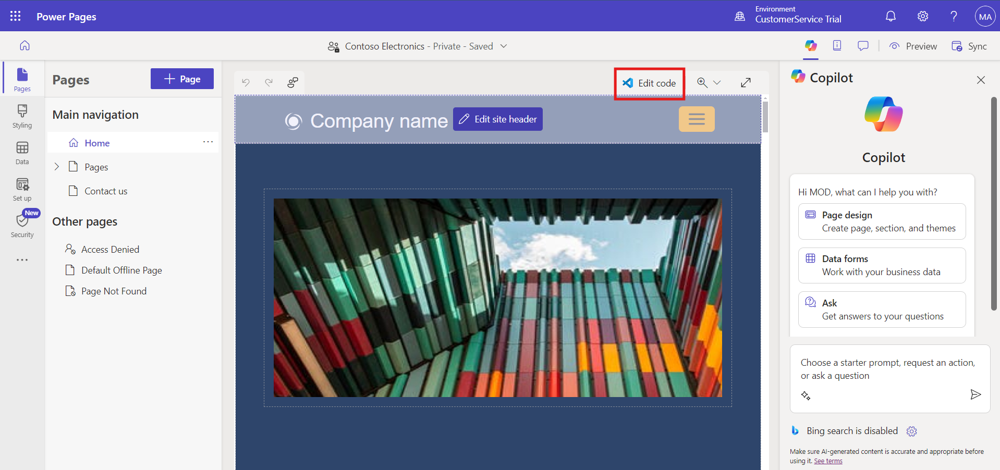 Power Pages
Environment
CustomerService Trial
MA
Contoso Electronics - Private - Saved
Preview
Sync
Pages
Styling
Data
Set up
New
Security
Pages
Page
Main navigation
Home
Pages
Contact us
Other pages
Access Denied
Default Offline Page
Page Not Found
Edit code
Company name
Edit site header
Copilot
Copilot
Hi MOD, what can I help you with?
Page design
Create page, section, and themes
Data forms
Work with your business data
Ask
Get answers to your questions
Choose a starter prompt, request an action,
or ask a question
Bing search is disabled
Make sure AI-generated content is accurate and appropriate before
using it. See terms